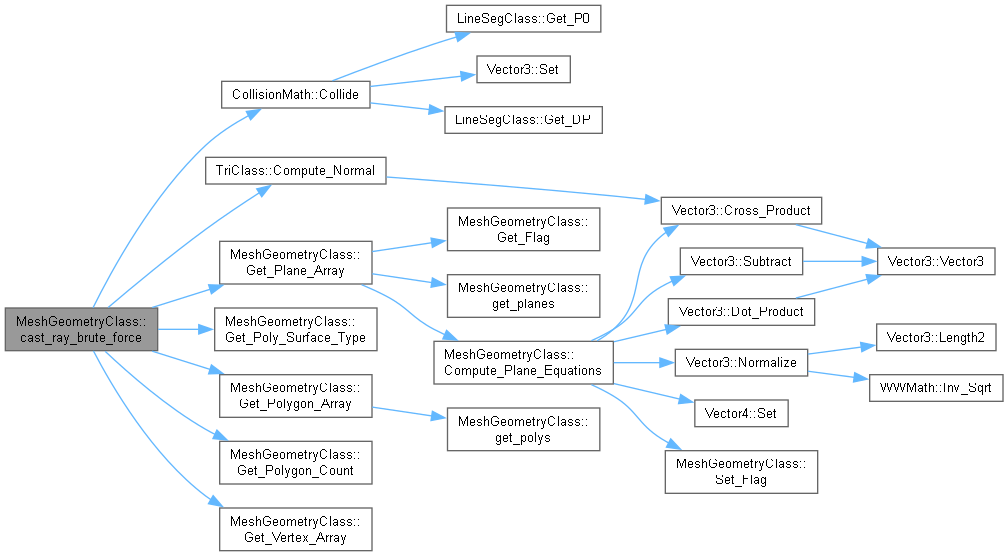 LineSegClass::Get_P0
Vector3::Set
CollisionMath::Collide
LineSegClass::Get_DP
TriClass::Compute_Normal
Vector3::Cross_Product
MeshGeometryClass::
Get_Flag
MeshGeometryClass::
Get_Plane_Array
Vector3::Subtract
Vector3::Vector3
MeshGeometryClass::
get_planes
Vector3::Dot_Product
MeshGeometryClass::
cast_ray_brute_force
MeshGeometryClass::
Get_Poly_Surface_Type
Vector3::Length2
MeshGeometryClass::
Compute_Plane_Equations
Vector3::Normalize
WWMath::Inv_Sqrt
MeshGeometryClass::
Get_Polygon_Array
Vector4::Set
MeshGeometryClass::
get_polys
MeshGeometryClass::
Get_Polygon_Count
MeshGeometryClass::
Set_Flag
MeshGeometryClass::
Get_Vertex_Array